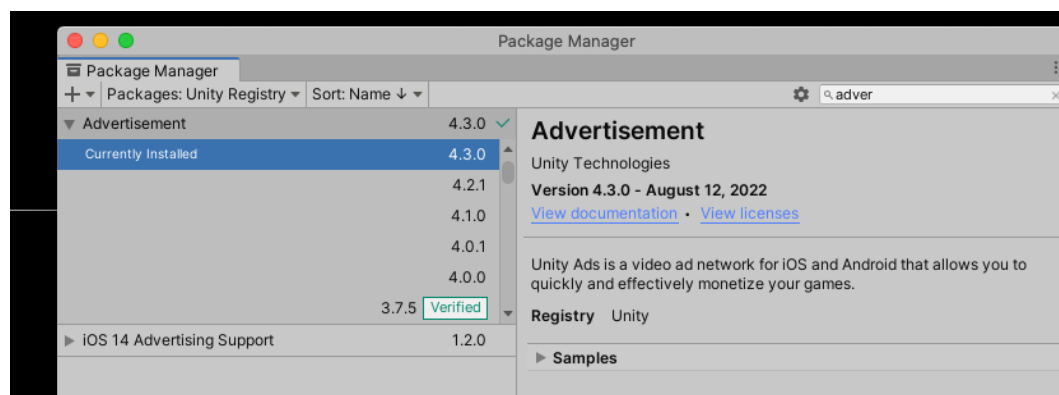 Package Manager
Package Manager
Packages: Unity Registry Sort: Name ↓ adver
Advertisement 4.3.0
Currently Installed 4.3.0
4.2.1
4.1.0
4.0.1
4.0.0
3.7.5 Verified
iOS 14 Advertising Support 1.2.0
Advertisement
Unity Technologies
Version 4.3.0 - August 12, 2022
View documentation • View licenses
Unity Ads is a video ad network for iOS and Android that allows you to
quickly and effectively monetize your games.
Registry Unity
Samples